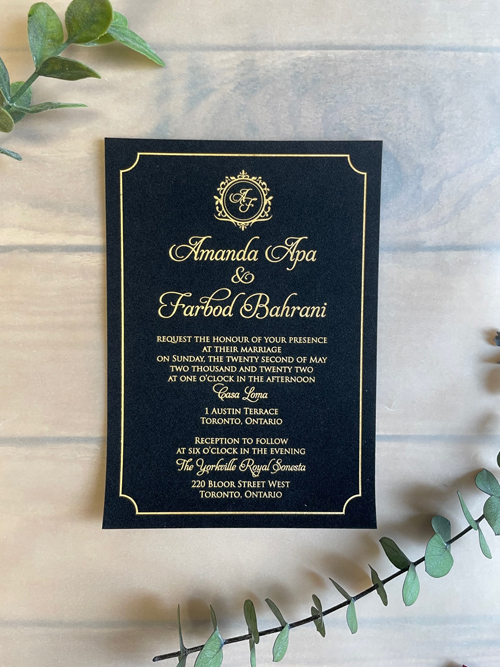 AF
Amanda Apa
&
Farbod Bahrani
REQUEST THE HONOUR OF YOUR PRESENCE
AT THEIR MARRIAGE
ON SUNDAY, THE TWENTY SECOND OF MAY
TWO THOUSAND AND TWENTY TWO
AT ONE O'CLOCK IN THE AFTERNOON
Casa Loma
1 AUSTIN TERRACE
TORONTO, ONTARIO
RECEPTION TO FOLLOW
AT SIX O'CLOCK IN THE EVENING
The Yorkville Royal Sonesta
220 BLOOR STREET WEST
TORONTO, ONTARIO